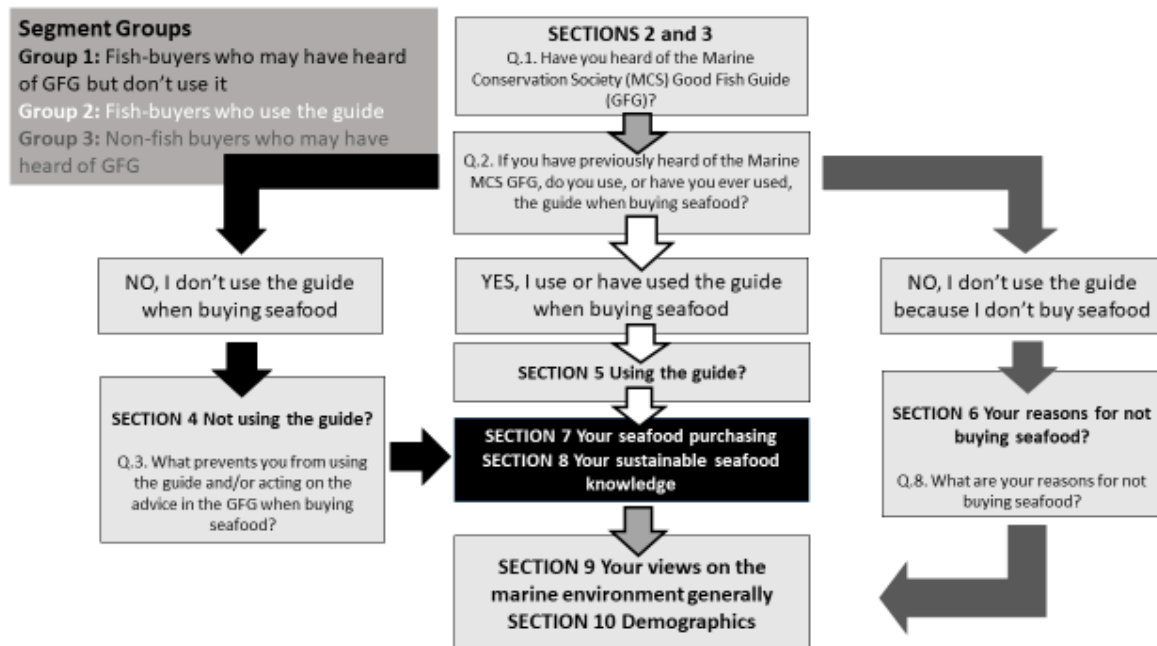 Segment Groups
Group 1: Fish-buyers who may have heard
of GFG but don't use it
Group 2: Fish-buyers who use the guide
Group 3: Non-fish buyers who may have
heard of GFG
SECTIONS 2 and 3
Q.1. Have you heard of the Marine
Conservation Society (MCS) Good Fish Guide
(GFG)?
Q.2. If you have previously heard of the Marine
MCS GFG, do you use, or have you ever used,
the guide when buying seafood?
NO, I don't use the guide
when buying seafood
YES, I use or have used the guide
when buying seafood
NO, I don't use the guide
because I don't buy seafood
SECTION 4 Not using the guide?
Q.3. What prevents you from using
the guide and/or acting on the
advice in the GFG when buying
seafood?
SECTION 5 Using the guide?
SECTION 7 Your seafood purchasing
SECTION 8 Your sustainable seafood
knowledge
SECTION 6 Your reasons for not
buying seafood?
Q.8. What are your reasons for not
buying seafood?
SECTION 9 Your views on the
marine environment generally
SECTION 10 Demographics